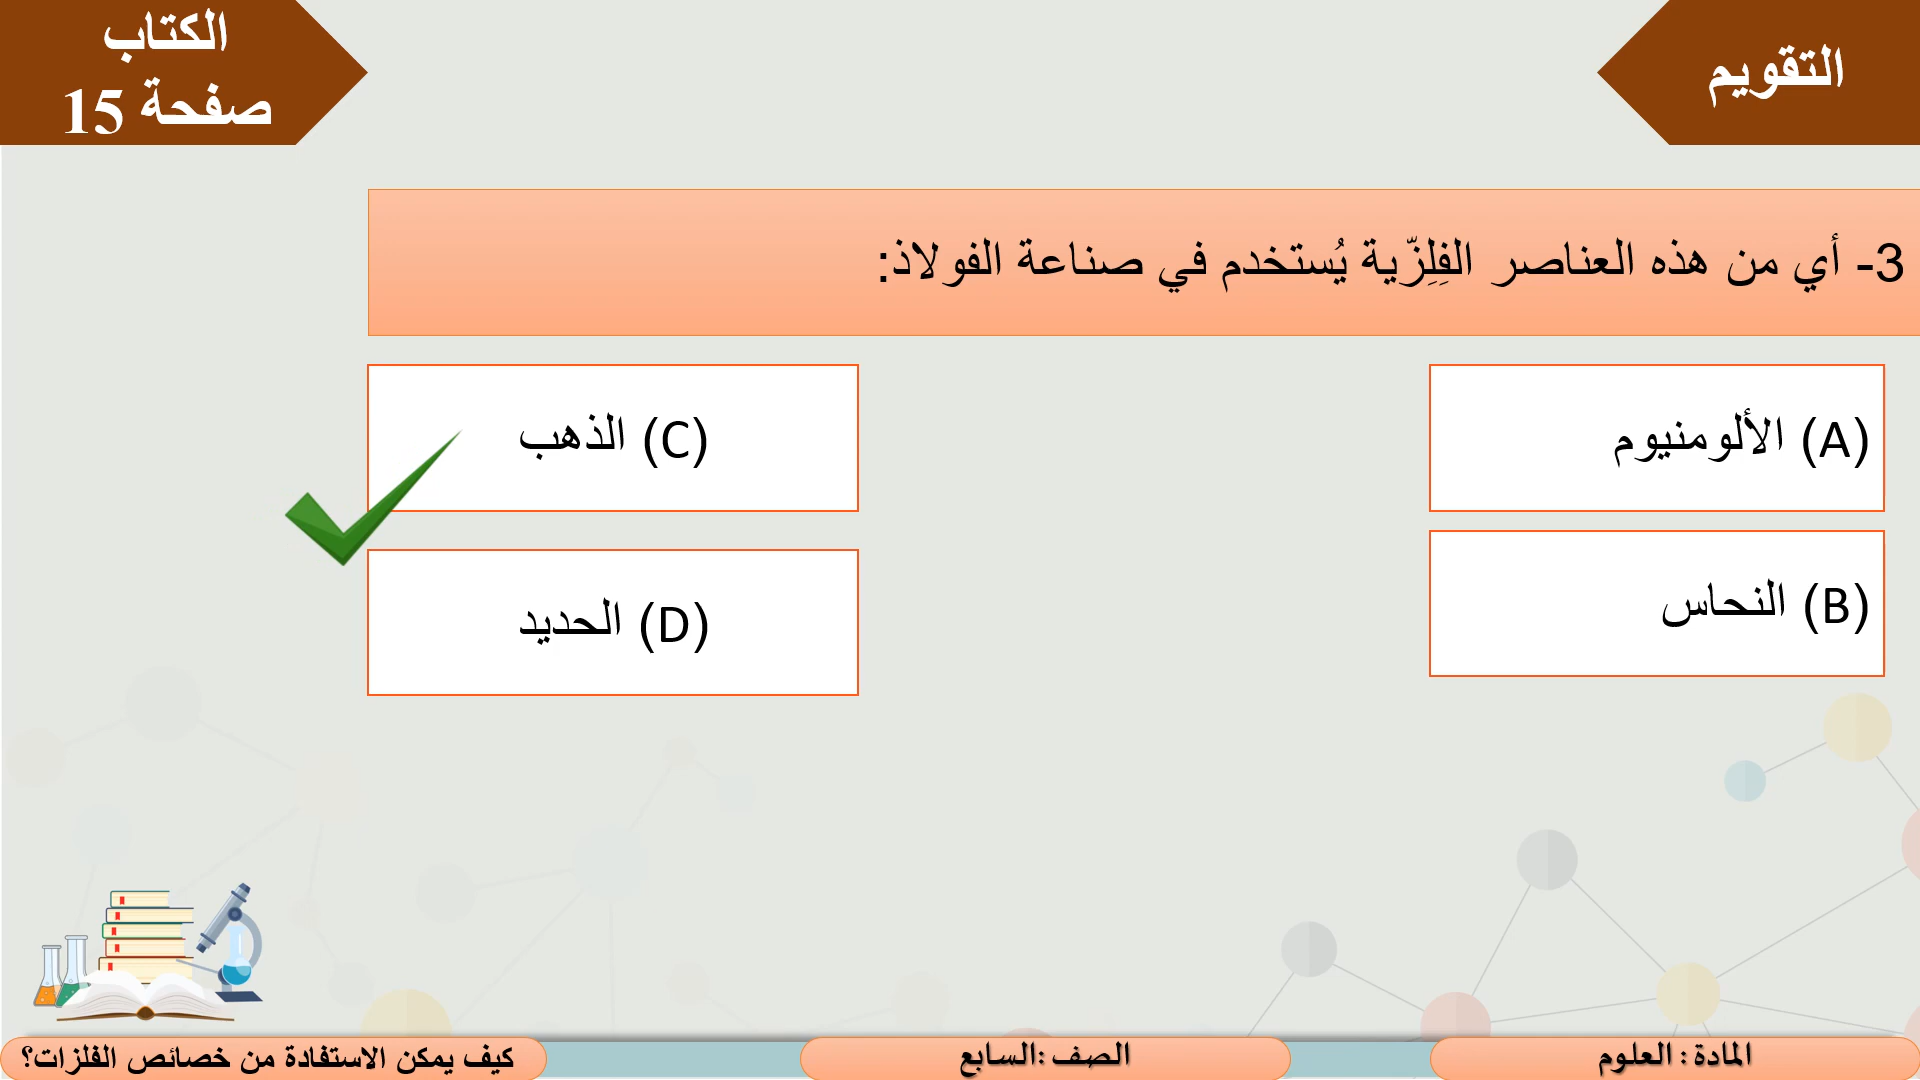 التقويم
الكتاب
صفحة 15
3- أي من هذه العناصر الفِلِزّية يُستخدم في صناعة الفولاذ:
(A) الألومنيوم
(B) النحاس
(C) الذهب
(D) الحديد
المادة : العلوم
الصف :السابع
كيف يمكن الاستفادة من خصائص الفلزات؟